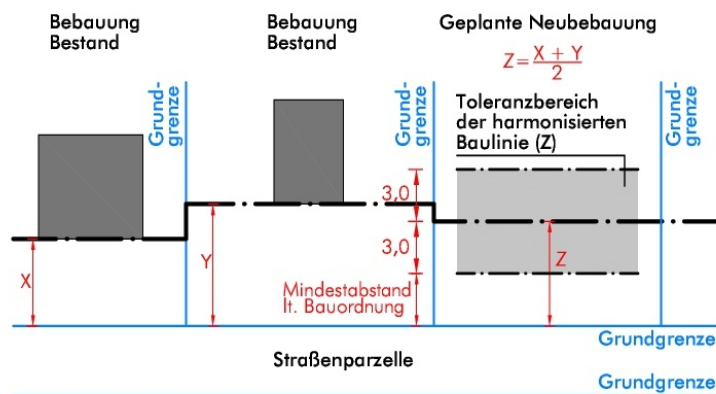 Bebauung
Bestand
Bebauung
Bestand
Geplante Neubebauung
Z = X + Y
2
Grund-
grenze
Grund-
grenze
Grund-
grenze
Toleranzbereich
der harmonisierten
Baulinie (Z)
3,0
3,0
X
Y
Z
Mindestabstand
lt. Bauordnung
Grundgrenze
Straßenparzelle
Grundgrenze